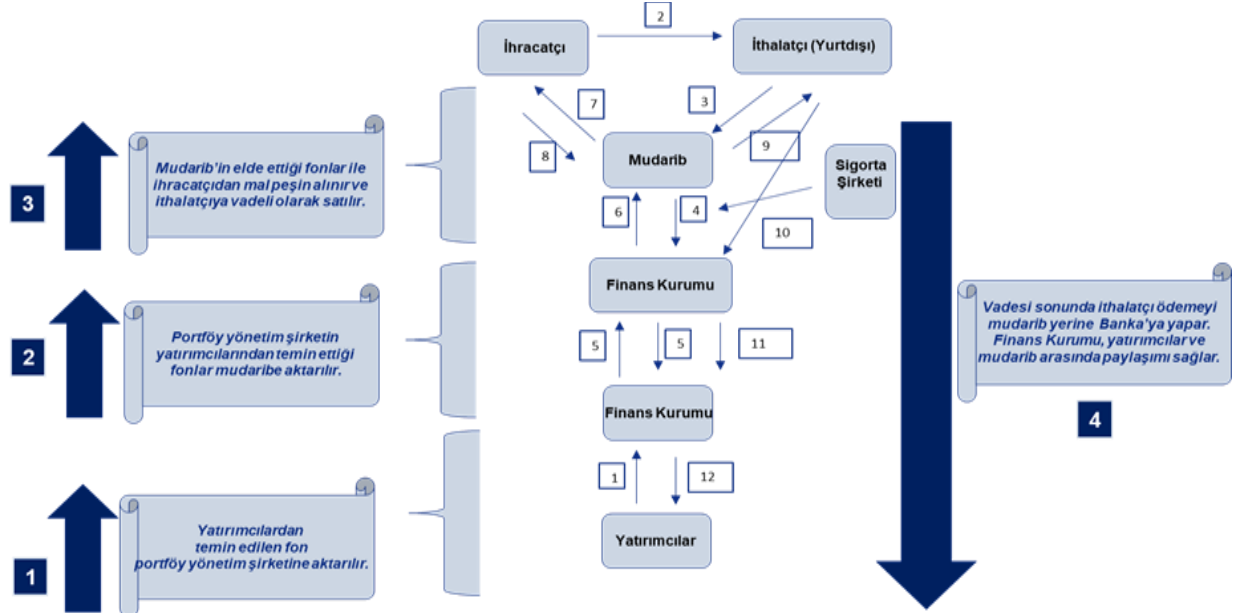 2
İhracatçı
İthalatçı (Yurtdışı)
7
3
Mudarib'in elde ettiği fonlar ile
ihracatçıdan mal peşin alınır ve
ithalatçıya vadeli olarak satılır.
3
8
Mudarib
9
Sigorta
Şirketi
6
4
10
Finans Kurumu
Portföy yönetim şirketin
yatırımcılarından temin ettiği
fonlar mudaribe aktarılır.
2
5
5
11
Vadesi sonunda ithalatçı ödemeyi
mudarib yerine Banka'ya yapar.
Finans Kurumu, yatırımcılar ve
mudarib arasında paylaşımı sağlar.
4
Finans Kurumu
1
12
Yatırımcılardan
temin edilen fon
portföy yönetim şirketine aktarılır.
1
Yatırımcılar